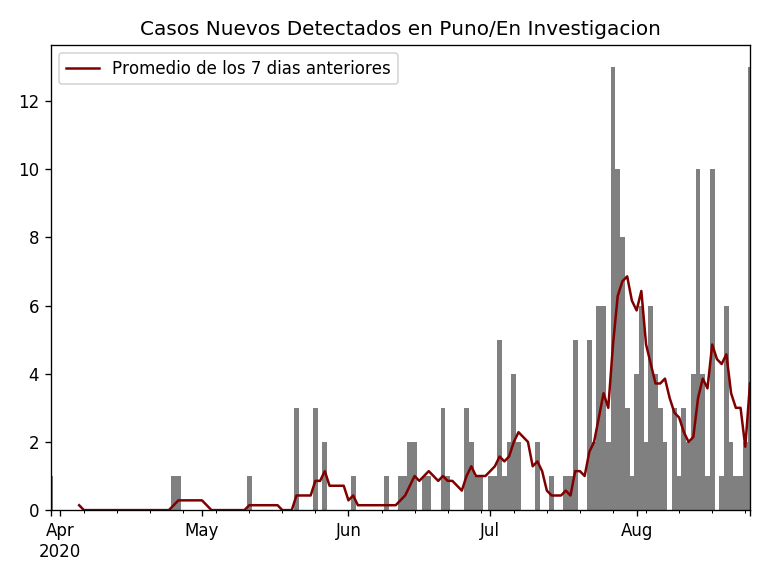 Casos Nuevos Detectados en Puno/En Investigacion
Promedio de los 7 dias anteriores
12
10
8
6
4
2
0
Apr May Jun Jul Aug
2020